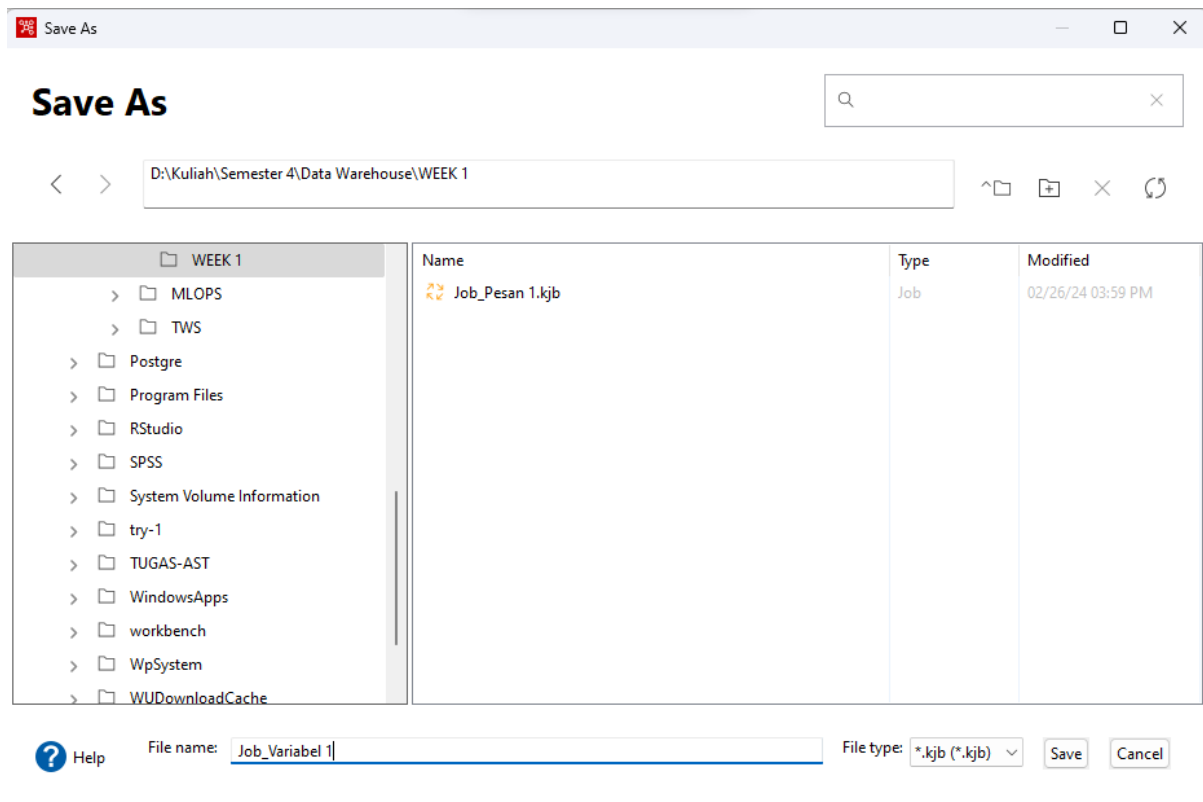 Save As
Save As
D:\Kuliah\Semester 4\Data Warehouse\WEEK 1
WEEK 1
MLOPS
TWS
Postgre
Program Files
RStudio
SPSS
System Volume Information
try-1
TUGAS-AST
WindowsApps
workbench
WpSystem
WUDownloadCache
Name Type Modified
Job_Pesan 1.kjb Job 02/26/24 03:59 PM
Help File name: Job_Variabel 1 File type: *.kjb (*.kjb) Save Cancel